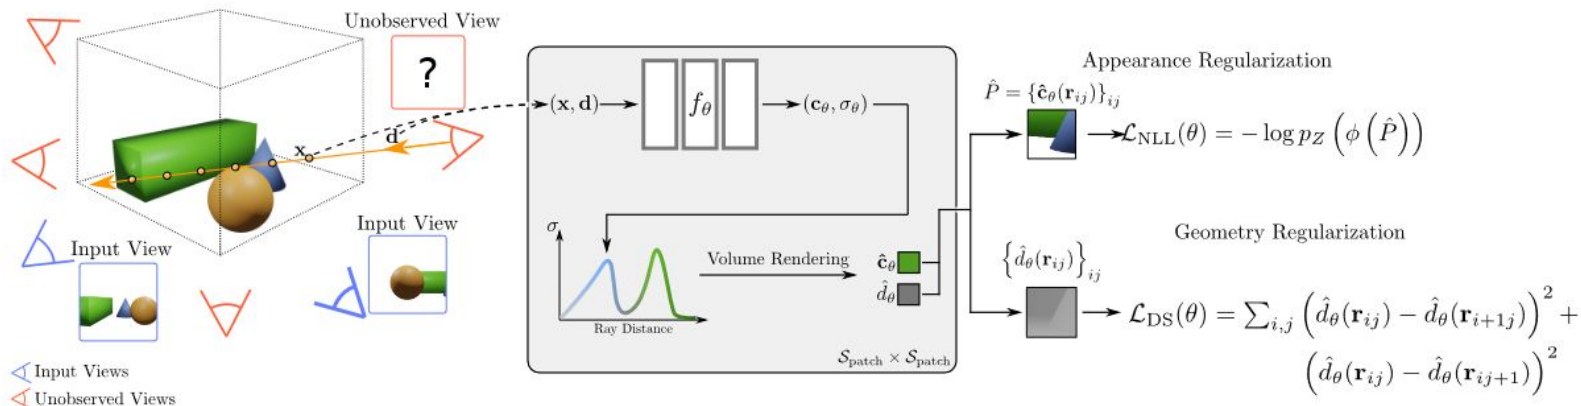 Unobserved View
?
x
d
Input View
Input View
Input Views
Unobserved Views
(x, d)
f_θ
(c_θ, σ_θ)
σ
Ray Distance
Volume Rendering
ĉ_θ
d̂_θ
S_patch × S_patch
Appearance Regularization
P̂ = {ĉ_θ(r_ij)}_ij
L_NLL(θ) = − log p_Z (ϕ (P̂))
Geometry Regularization
{d̂_θ(r_ij)}_ij
L_DS(θ) = ∑_i,j (d̂_θ(r_ij) − d̂_θ(r_i+1j))² +
(d̂_θ(r_ij) − d̂_θ(r_ij+1))²